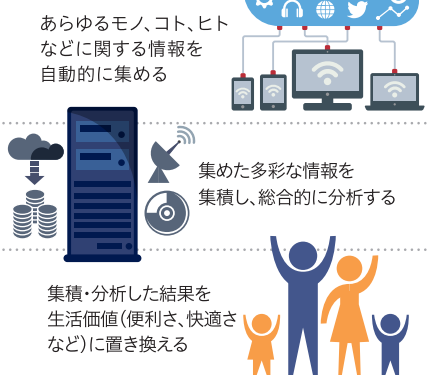 あらゆるモノ、コト、ヒト
などに関する情報を
自動的に集める
集めた多彩な情報を
集積し、総合的に分析する
集積・分析した結果を
生活価値（便利さ、快適さ
など）に置き換える